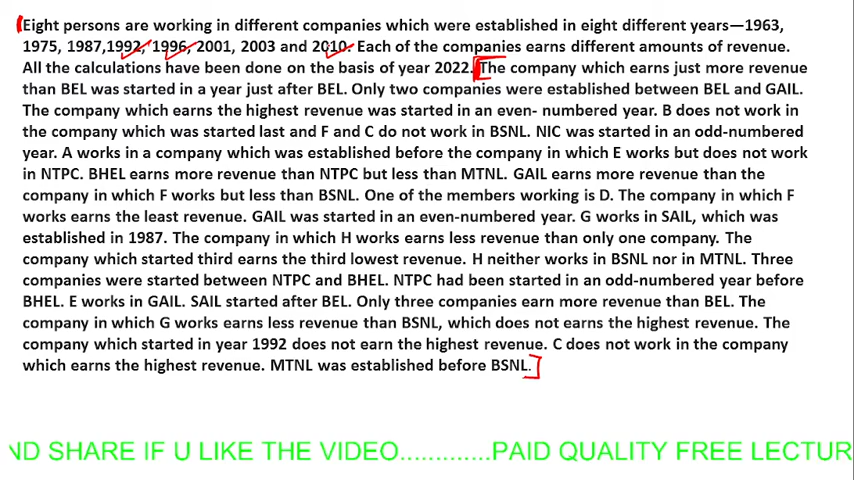 Eight persons are working in different companies which were established in eight different years—1963,
1975, 1987,1992, 1996, 2001, 2003 and 2010. Each of the companies earns different amounts of revenue.
All the calculations have been done on the basis of year 2022. The company which earns just more revenue
than BEL was started in a year just after BEL. Only two companies were established between BEL and GAIL.
The company which earns the highest revenue was started in an even- numbered year. B does not work in
the company which was started last and F and C do not work in BSNL. NIC was started in an odd-numbered
year. A works in a company which was established before the company in which E works but does not work
in NTPC. BHEL earns more revenue than NTPC but less than MTNL. GAIL earns more revenue than the
company in which F works but less than BSNL. One of the members working is D. The company in which F
works earns the least revenue. GAIL was started in an even-numbered year. G works in SAIL, which was
established in 1987. The company in which H works earns less revenue than only one company. The
company which started third earns the third lowest revenue. H neither works in BSNL nor in MTNL. Three
companies were started between NTPC and BHEL. NTPC had been started in an odd-numbered year before
BHEL. E works in GAIL. SAIL started after BEL. Only three companies earn more revenue than BEL. The
company in which G works earns less revenue than BSNL, which does not earns the highest revenue. The
company which started in year 1992 does not earn the highest revenue. C does not work in the company
which earns the highest revenue. MTNL was established before BSNL.
ND SHARE IF U LIKE THE VIDEO.............PAID QUALITY FREE LECTUR